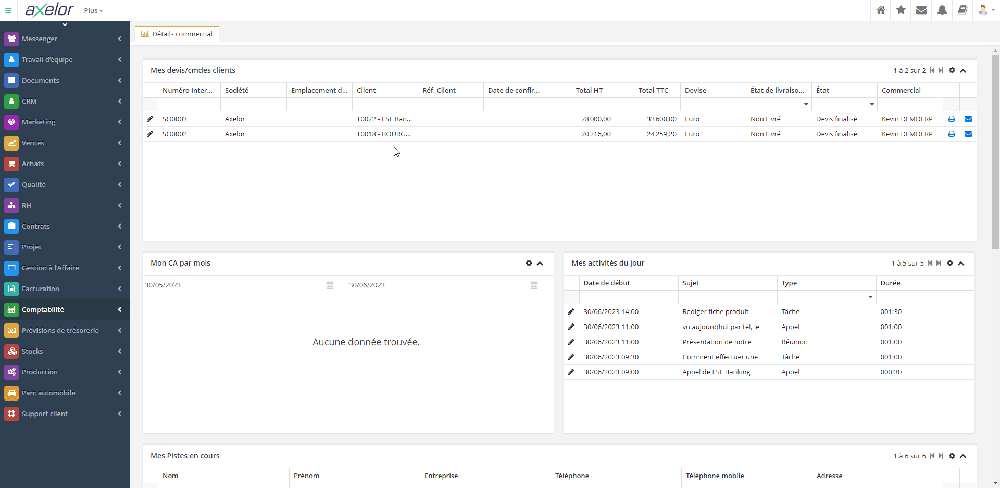 axelor
Plus
Détails commercial
Messenger
Travail d'équipe
Documents
CRM
Marketing
Ventes
Achats
Qualité
RH
Contrats
Projet
Gestion à l'Affaire
Facturation
Comptabilité
Prévisions de trésorerie
Stocks
Production
Parc automobile
Support client
Mes devis/cmdes clients 1 à 2 sur 2
Numéro Inter... Société Emplacement d... Client Réf. Client Date de confir... Total HT Total TTC Devise État de livraiso... État Commercial
SO0003 Axelor T0022 - ESL Ban... 28 000,00 33 600,00 Euro Non Livré Devis finalisé Kevin DEMOERP
SO0002 Axelor T0018 - BOURG... 20 216,00 24 259,20 Euro Non Livré Devis finalisé Kevin DEMOERP
Mon CA par mois
30/05/2023 30/06/2023
Aucune donnée trouvée.
Mes activités du jour 1 à 5 sur 5
Date de début Sujet Type Durée
30/06/2023 14:00 Rédiger fiche produit Tâche 001:30
30/06/2023 11:00 vu aujourd(hui par tél, le Appel 001:00
30/06/2023 11:00 Présentation de notre Réunion 001:00
30/06/2023 09:30 Comment effectuer une Tâche 001:00
30/06/2023 09:00 Appel de ESL Banking Appel 000:30
Mes Pistes en cours 1 à 6 sur 6
Nom Prénom Entreprise Téléphone Téléphone mobile Adresse